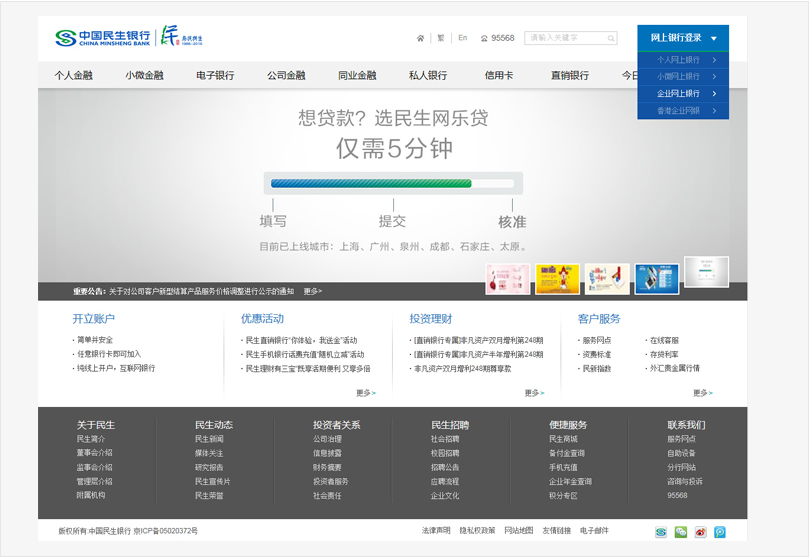 中国民生银行
CHINA MINSHENG BANK
民
1996-2016
繁 En 95568 请输入关键字
网上银行登录
个人网上银行
小微网上银行
企业网上银行
香港企业网银
个人金融 小微金融 电子银行 公司金融 同业金融 私人银行 信用卡 直销银行 今日
想贷款？选民生网乐贷
仅需5分钟
填写 提交 核准
目前已上线城市：上海、广州、泉州、成都、石家庄、太原。
重要公告：关于对公司客户新型结算产品服务价格调整进行公示的通知 更多>
开立账户
· 简单并安全
· 任意银行卡即可加入
· 纯线上开户，互联网银行
优惠活动
· 民生直销银行“你体验，我送金”活动
· 民生手机银行话费充值“随机立减”活动
· 民生理财有三宝“既享活期便利 又享多倍
更多>
投资理财
· [直销银行专属]非凡资产双月增利第248期
· [直销银行专属]非凡资产半年增利第248期
· 非凡资产双月增利248期尊享款
更多>
客户服务
· 服务网点 · 在线客服
· 资费标准 · 存贷利率
· 民新指数 · 外汇贵金属行情
更多>
关于民生
民生简介
董事会介绍
监事会介绍
管理层介绍
附属机构
民生动态
民生新闻
媒体关注
研究报告
民生宣传片
民生荣誉
投资者关系
公司治理
信息披露
财务摘要
投资者服务
社会责任
民生招聘
社会招聘
校园招聘
招聘公告
应聘流程
企业文化
便捷服务
民生商城
备付金查询
手机充值
企业年金查询
积分专区
联系我们
服务网点
自助设备
分行网站
咨询与投诉
95568
版权所有:中国民生银行 京ICP备05020372号
法律声明 隐私权政策 网站地图 友情链接 电子邮件